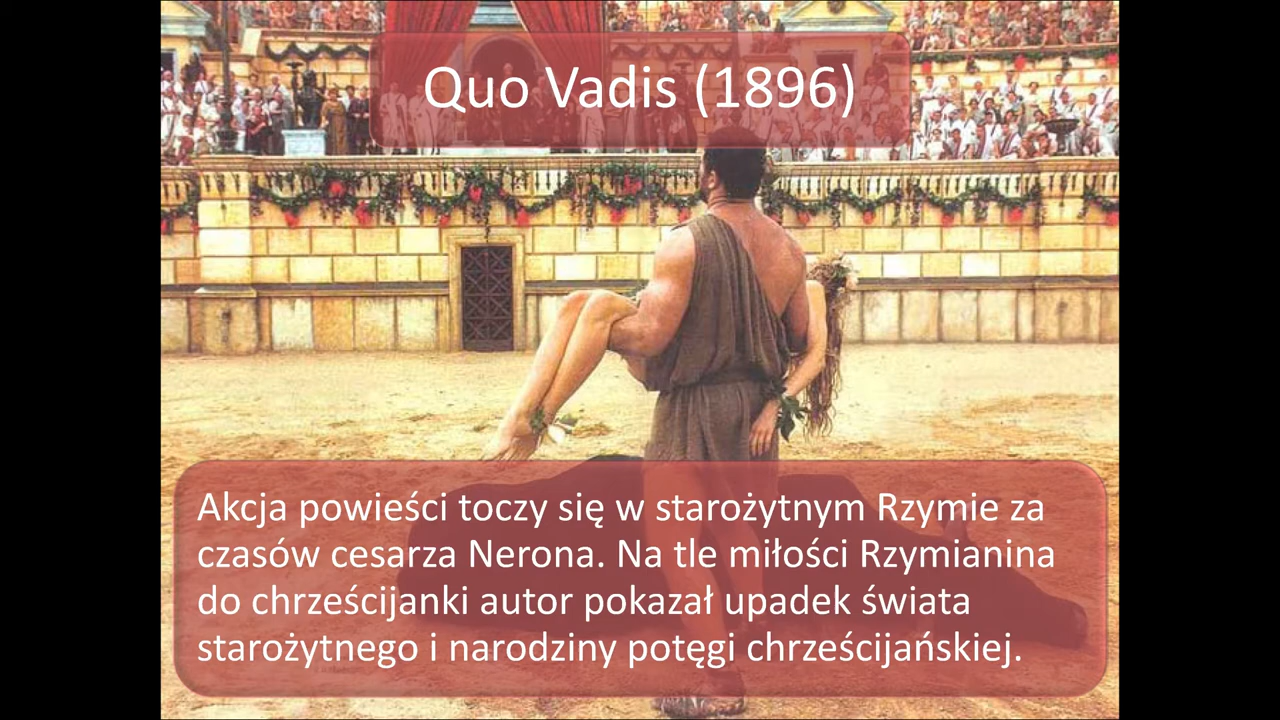 Quo Vadis (1896)
Akcja powieści toczy się w starożytnym Rzymie za
czasów cesarza Nerona. Na tle miłości Rzymianina
do chrześcijanki autor pokazał upadek świata
starożytnego i narodziny potęgi chrześcijańskiej.